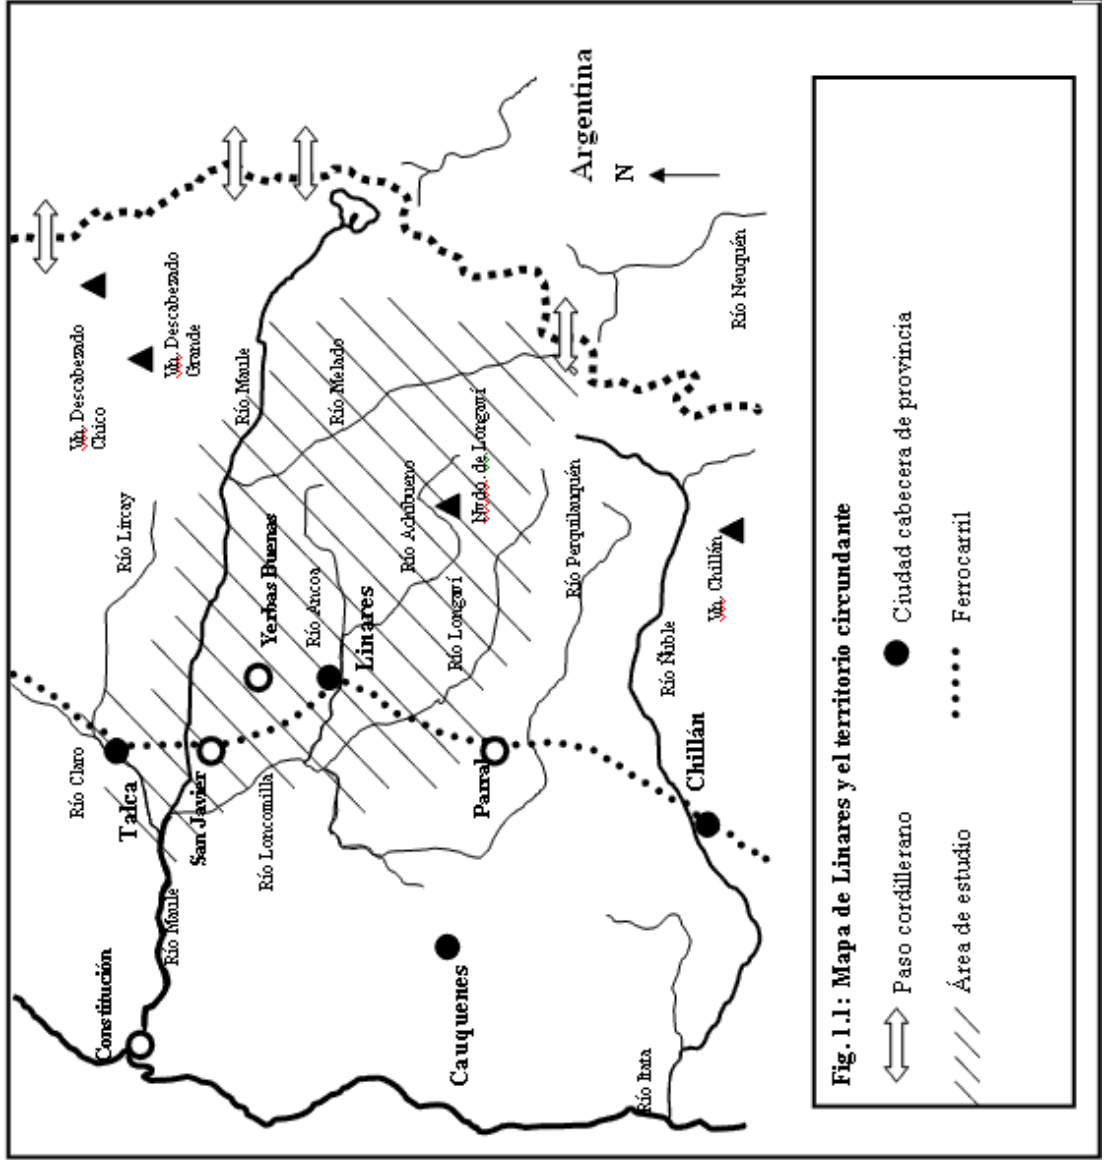 Argentina
N
Vn. Descabezado
Chico
Vn. Descabezado
Grande
Río Maule
Río Melado
Río Lircay
Río Achibueno
Nvdo. de Longaví
Río Neuquén
Yerbas Buenas
Río Ancoa
Linares
Río Longaví
Río Perquilauquén
Vn. Chillán
Río Ñuble
Río Claro
Talca
San Javier
Río Loncomilla
Parral
Chillán
Río Maule
Constitución
Cauquenes
Río Itata
Fig. 1.1: Mapa de Linares y el territorio circundante
Paso cordillerano
Ciudad cabecera de provincia
Área de estudio
Ferrocarril